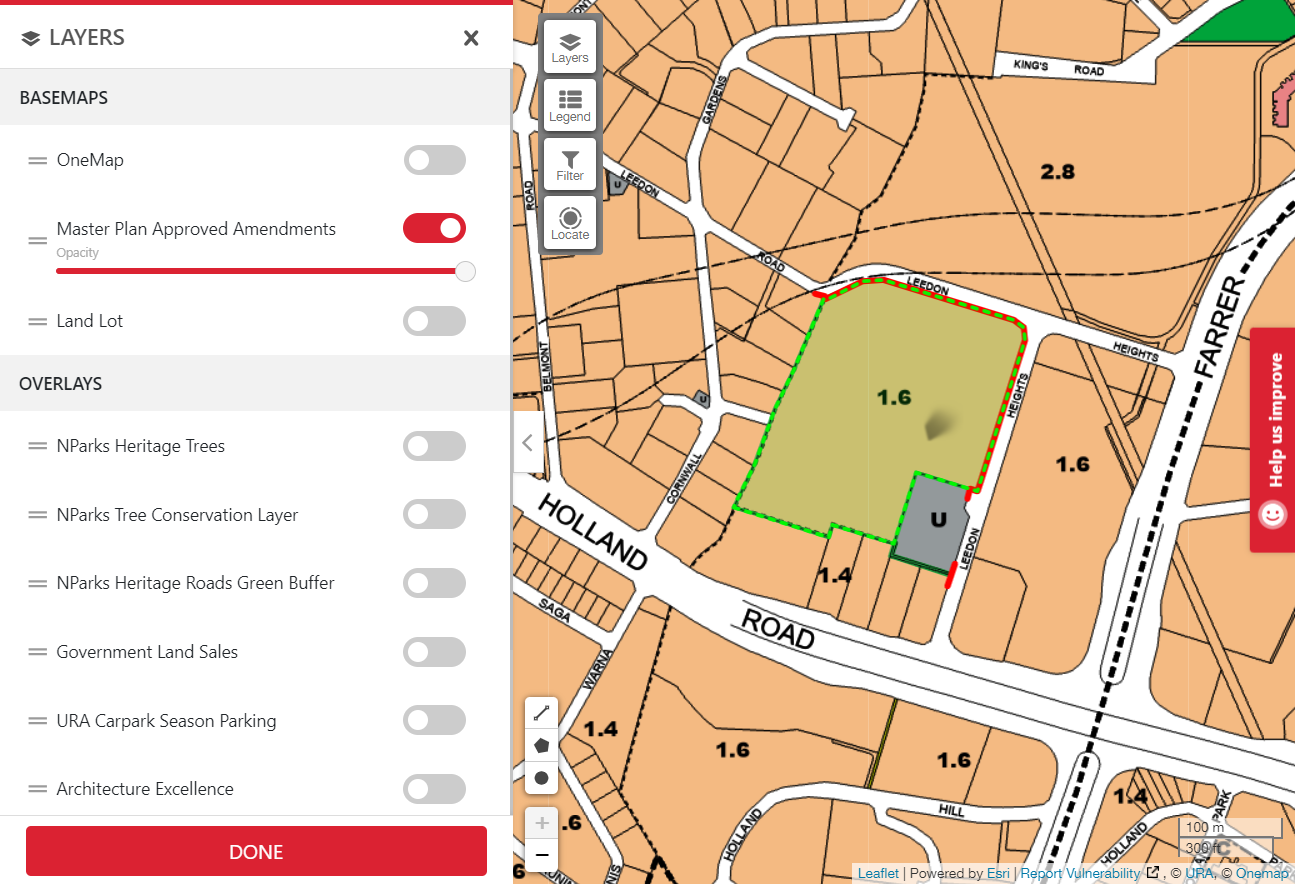 LAYERS
BASEMAPS
OneMap
Master Plan Approved Amendments
Opacity
Land Lot
OVERLAYS
NParks Heritage Trees
NParks Tree Conservation Layer
NParks Heritage Roads Green Buffer
Government Land Sales
URA Carpark Season Parking
Architecture Excellence
DONE
Layers
Legend
Filter
Locate
KING'S ROAD
GARDENS
2.8
ROAD
U
LEEDON
ROAD
LEEDON
HEIGHTS
FARRER
BELMONT
HEIGHTS
1.6
U
CORNWALL
1.6
Help us improve
HOLLAND
U
LEEDON
1.4
SAGA
ROAD
WARNA
1.4
1.6
1.6
1.4
HILL
HOLLAND
PARK
HOLLAND
.6
6
+
−
100 m
300 ft
Leaflet | Powered by Esri | Report Vulnerability , © URA, © Onemap